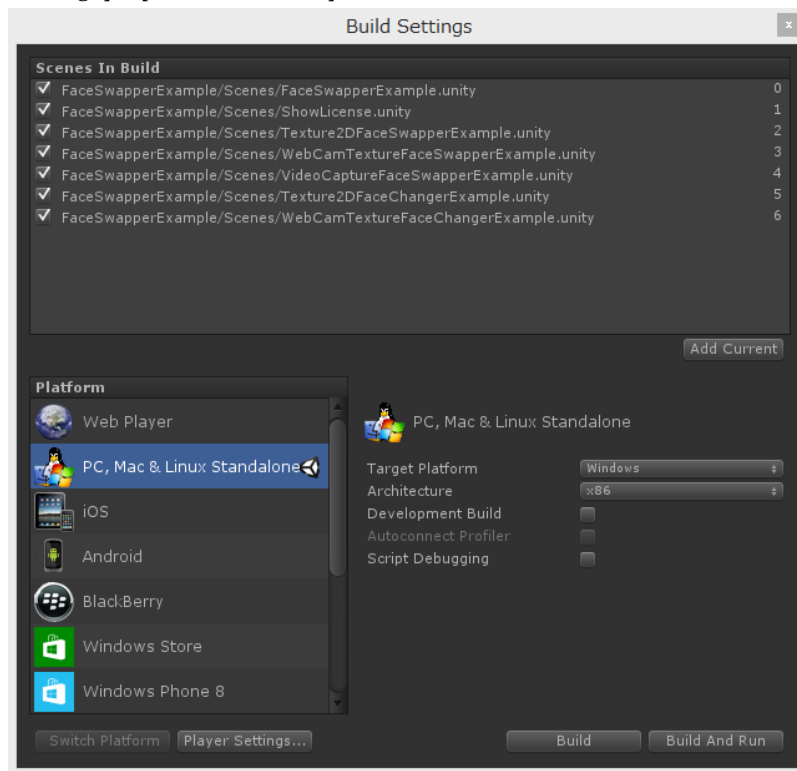 Build Settings
x
Scenes In Build
FaceSwapperExample/Scenes/FaceSwapperExample.unity 0
FaceSwapperExample/Scenes/ShowLicense.unity 1
FaceSwapperExample/Scenes/Texture2DFaceSwapperExample.unity 2
FaceSwapperExample/Scenes/WebCamTextureFaceSwapperExample.unity 3
FaceSwapperExample/Scenes/VideoCaptureFaceSwapperExample.unity 4
FaceSwapperExample/Scenes/Texture2DFaceChangerExample.unity 5
FaceSwapperExample/Scenes/WebCamTextureFaceChangerExample.unity 6
Add Current
Platform
Web Player
PC, Mac & Linux Standalone
iOS
Android
BlackBerry
Windows Store
Windows Phone 8
PC, Mac & Linux Standalone
Target Platform Windows
Architecture x86
Development Build
Autoconnect Profiler
Script Debugging
Switch Platform Player Settings... Build Build And Run